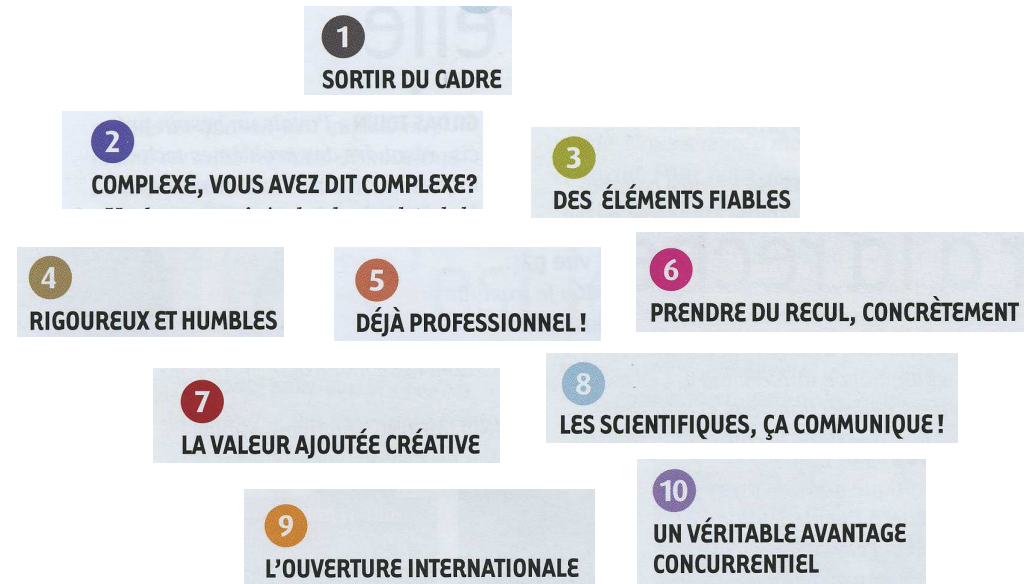 1
SORTIR DU CADRE
2
COMPLEXE, VOUS AVEZ DIT COMPLEXE?
3
DES ÉLÉMENTS FIABLES
4
RIGOUREUX ET HUMBLES
5
DÉJÀ PROFESSIONNEL !
6
PRENDRE DU RECUL, CONCRÈTEMENT
7
LA VALEUR AJOUTÉE CRÉATIVE
8
LES SCIENTIFIQUES, ÇA COMMUNIQUE !
9
L'OUVERTURE INTERNATIONALE
10
UN VÉRITABLE AVANTAGE
CONCURRENTIEL